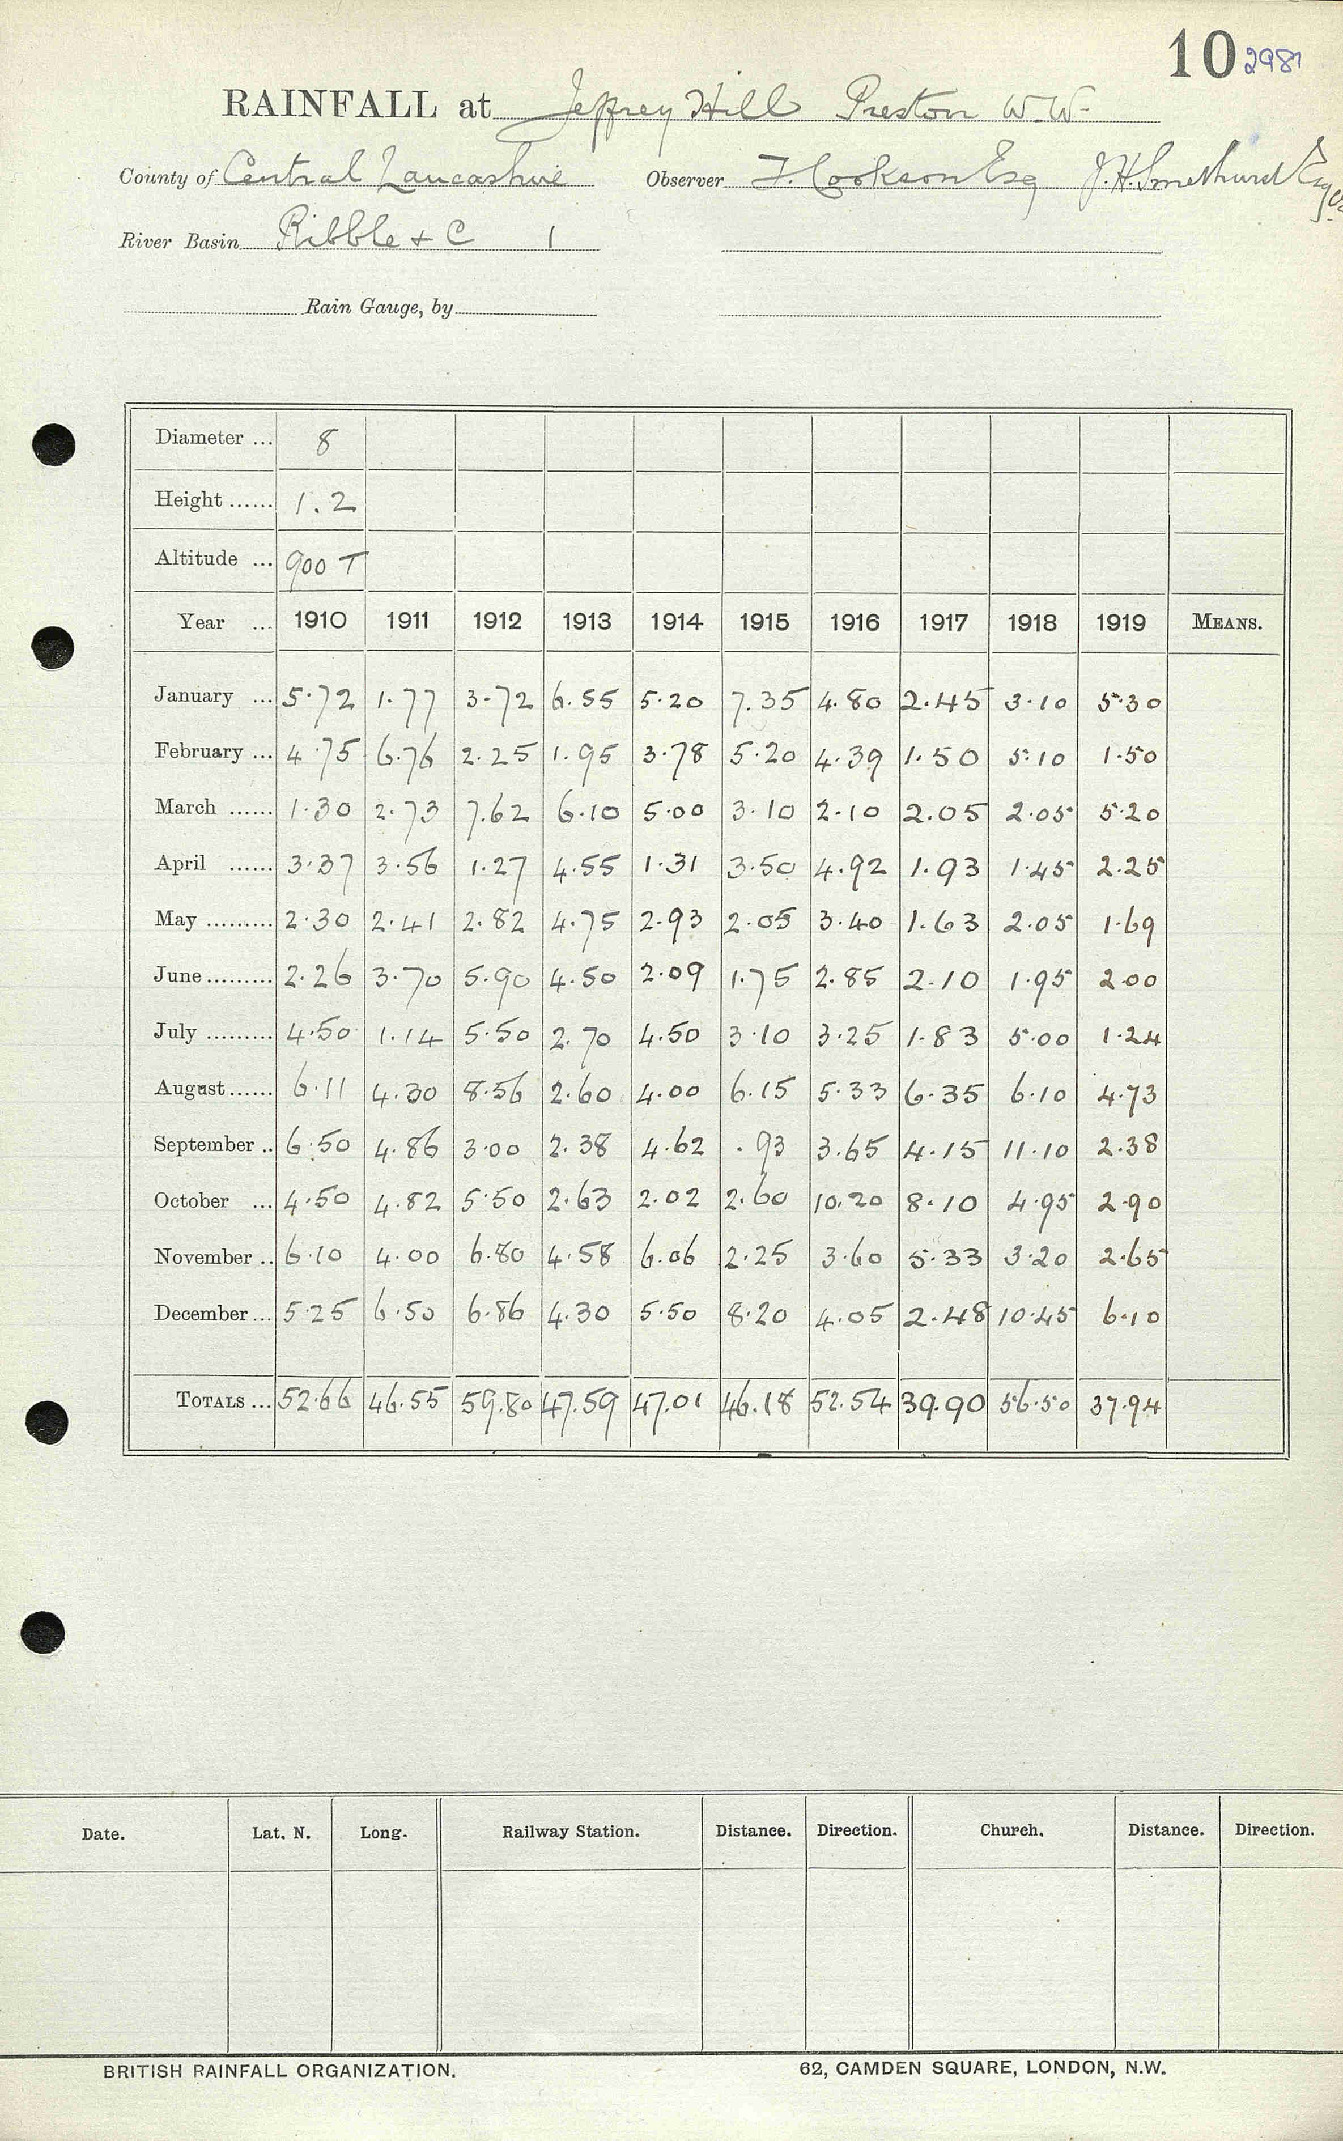 10 2981
RAINFALL at Jeffrey Hill Preston W.W.
County of Central Lancashire Observer F. Cookson Esq J.H. Smethurst Esq
River Basin Ribble + C 1
Rain Gauge, by
Diameter ... 8
Height ...... 1.2
Altitude ... 900 T
Year ... 1910 1911 1912 1913 1914 1915 1916 1917 1918 1919 MEANS.
January ... 5.72 1.77 3.72 6.55 5.20 7.35 4.80 2.45 3.10 5.30
February ... 4.75 6.76 2.25 1.95 3.78 5.20 4.39 1.50 5.10 1.50
March ...... 1.30 2.73 7.62 6.10 5.00 3.10 2.10 2.05 2.05 5.20
April ...... 3.37 3.56 1.27 4.55 1.31 3.50 4.92 1.93 1.45 2.25
May ......... 2.30 2.41 2.82 4.75 2.93 2.05 3.40 1.63 2.05 1.69
June ......... 2.26 3.70 5.90 4.50 2.09 1.75 2.85 2.10 1.95 2.00
July ......... 4.50 1.14 5.50 2.70 4.50 3.10 3.25 1.83 5.00 1.24
August ...... 6.11 4.30 8.56 2.60 4.00 6.15 5.33 6.35 6.10 4.73
September .. 6.50 4.86 3.00 2.38 4.62 .93 3.65 4.15 11.10 2.38
October ... 4.50 4.82 5.50 2.63 2.02 2.60 10.20 8.10 4.95 2.90
November .. 6.10 4.00 6.80 4.58 6.06 2.25 3.60 5.33 3.20 2.65
December ... 5.25 6.50 6.86 4.30 5.50 8.20 4.05 2.48 10.45 6.10
TOTALS ... 52.66 46.55 59.80 47.59 47.01 46.18 52.54 39.90 56.50 37.94
Date. Lat. N. Long. Railway Station. Distance. Direction. Church. Distance. Direction.
BRITISH RAINFALL ORGANIZATION. 62, CAMDEN SQUARE, LONDON, N.W.